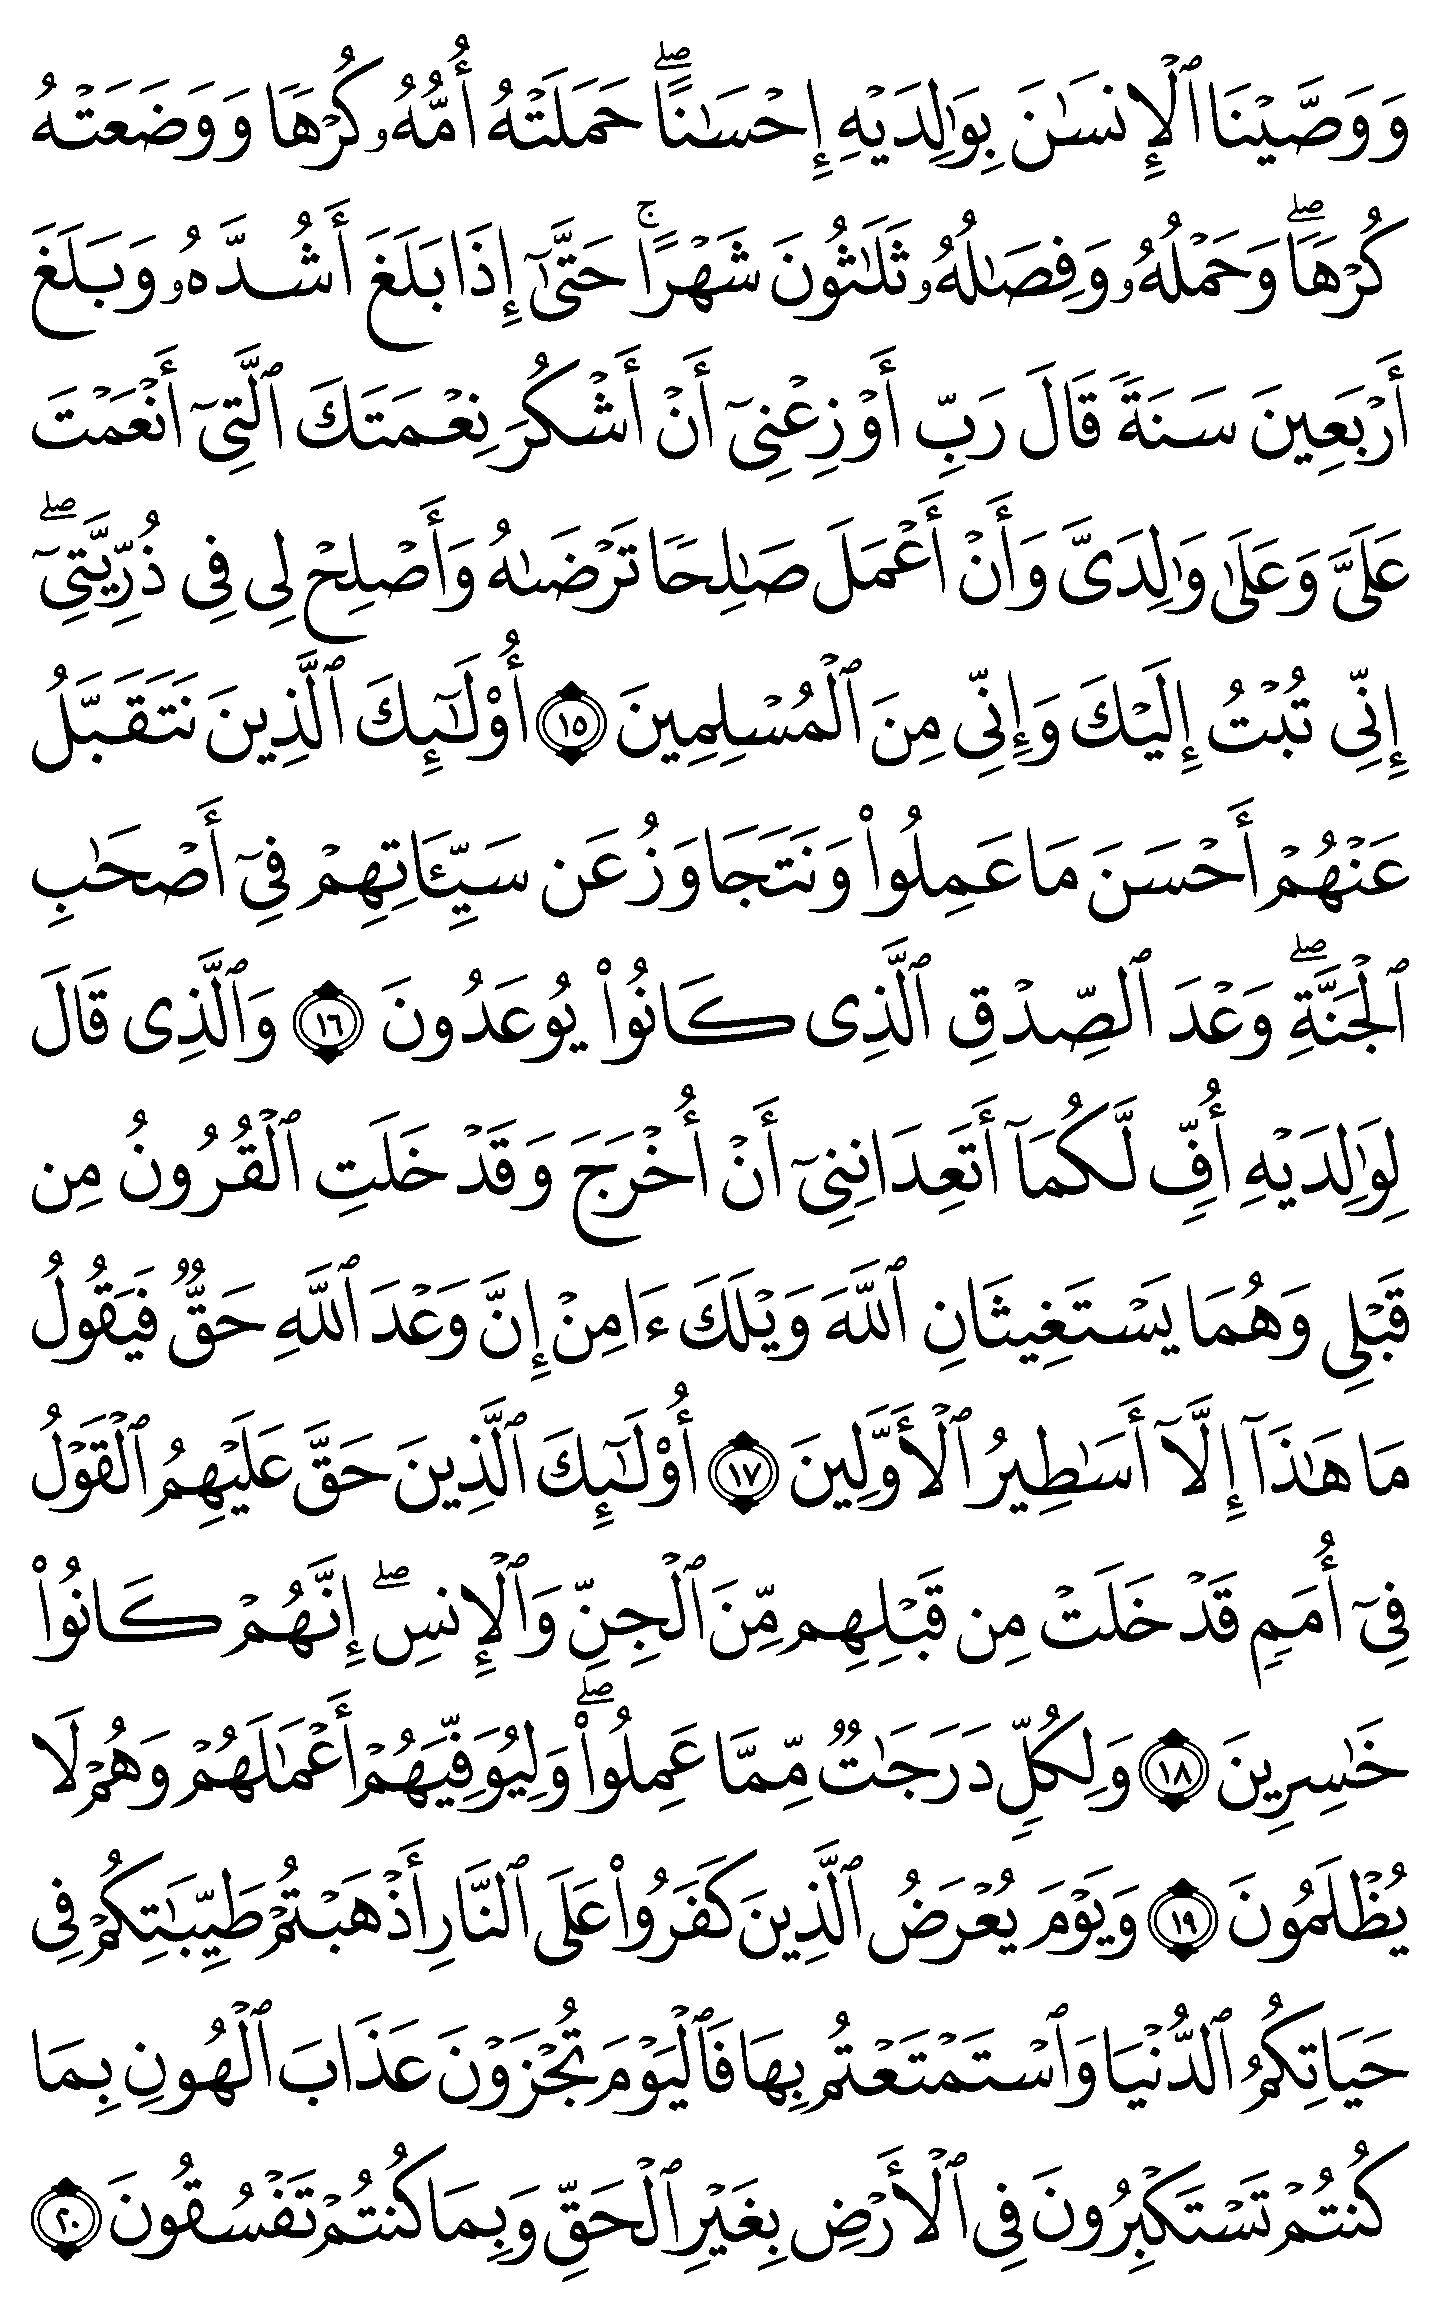 وَوَصَّيْنَا ٱلْإِنسَٰنَ بِوَٰلِدَيْهِ إِحْسَٰنًا ۖ حَمَلَتْهُ أُمُّهُۥ كُرْهًا وَوَضَعَتْهُ
كُرْهًا ۖ وَحَمْلُهُۥ وَفِصَٰلُهُۥ ثَلَٰثُونَ شَهْرًا ۚ حَتَّىٰٓ إِذَا بَلَغَ أَشُدَّهُۥ وَبَلَغَ
أَرْبَعِينَ سَنَةً قَالَ رَبِّ أَوْزِعْنِىٓ أَنْ أَشْكُرَ نِعْمَتَكَ ٱلَّتِىٓ أَنْعَمْتَ
عَلَىَّ وَعَلَىٰ وَٰلِدَىَّ وَأَنْ أَعْمَلَ صَٰلِحًا تَرْضَىٰهُ وَأَصْلِحْ لِى فِى ذُرِّيَّتِىٓ ۖ
إِنِّى تُبْتُ إِلَيْكَ وَإِنِّى مِنَ ٱلْمُسْلِمِينَ ١٥ أُو۟لَٰٓئِكَ ٱلَّذِينَ نَتَقَبَّلُ
عَنْهُمْ أَحْسَنَ مَا عَمِلُوا۟ وَنَتَجَاوَزُ عَن سَيِّـَٔاتِهِمْ فِىٓ أَصْحَٰبِ
ٱلْجَنَّةِ ۖ وَعْدَ ٱلصِّدْقِ ٱلَّذِى كَانُوا۟ يُوعَدُونَ ١٦ وَٱلَّذِى قَالَ
لِوَٰلِدَيْهِ أُفٍّ لَّكُمَآ أَتَعِدَانِنِىٓ أَنْ أُخْرَجَ وَقَدْ خَلَتِ ٱلْقُرُونُ مِن
قَبْلِى وَهُمَا يَسْتَغِيثَانِ ٱللَّهَ وَيْلَكَ ءَامِنْ إِنَّ وَعْدَ ٱللَّهِ حَقٌّ فَيَقُولُ
مَا هَٰذَآ إِلَّآ أَسَٰطِيرُ ٱلْأَوَّلِينَ ١٧ أُو۟لَٰٓئِكَ ٱلَّذِينَ حَقَّ عَلَيْهِمُ ٱلْقَوْلُ
فِىٓ أُمَمٍ قَدْ خَلَتْ مِن قَبْلِهِم مِّنَ ٱلْجِنِّ وَٱلْإِنسِ ۖ إِنَّهُمْ كَانُوا۟
خَٰسِرِينَ ١٨ وَلِكُلٍّ دَرَجَٰتٌ مِّمَّا عَمِلُوا۟ ۖ وَلِيُوَفِّيَهُمْ أَعْمَٰلَهُمْ وَهُمْ لَا
يُظْلَمُونَ ١٩ وَيَوْمَ يُعْرَضُ ٱلَّذِينَ كَفَرُوا۟ عَلَى ٱلنَّارِ أَذْهَبْتُمْ طَيِّبَٰتِكُمْ فِى
حَيَاتِكُمُ ٱلدُّنْيَا وَٱسْتَمْتَعْتُم بِهَا فَٱلْيَوْمَ تُجْزَوْنَ عَذَابَ ٱلْهُونِ بِمَا
كُنتُمْ تَسْتَكْبِرُونَ فِى ٱلْأَرْضِ بِغَيْرِ ٱلْحَقِّ وَبِمَا كُنتُمْ تَفْسُقُونَ ٢٠